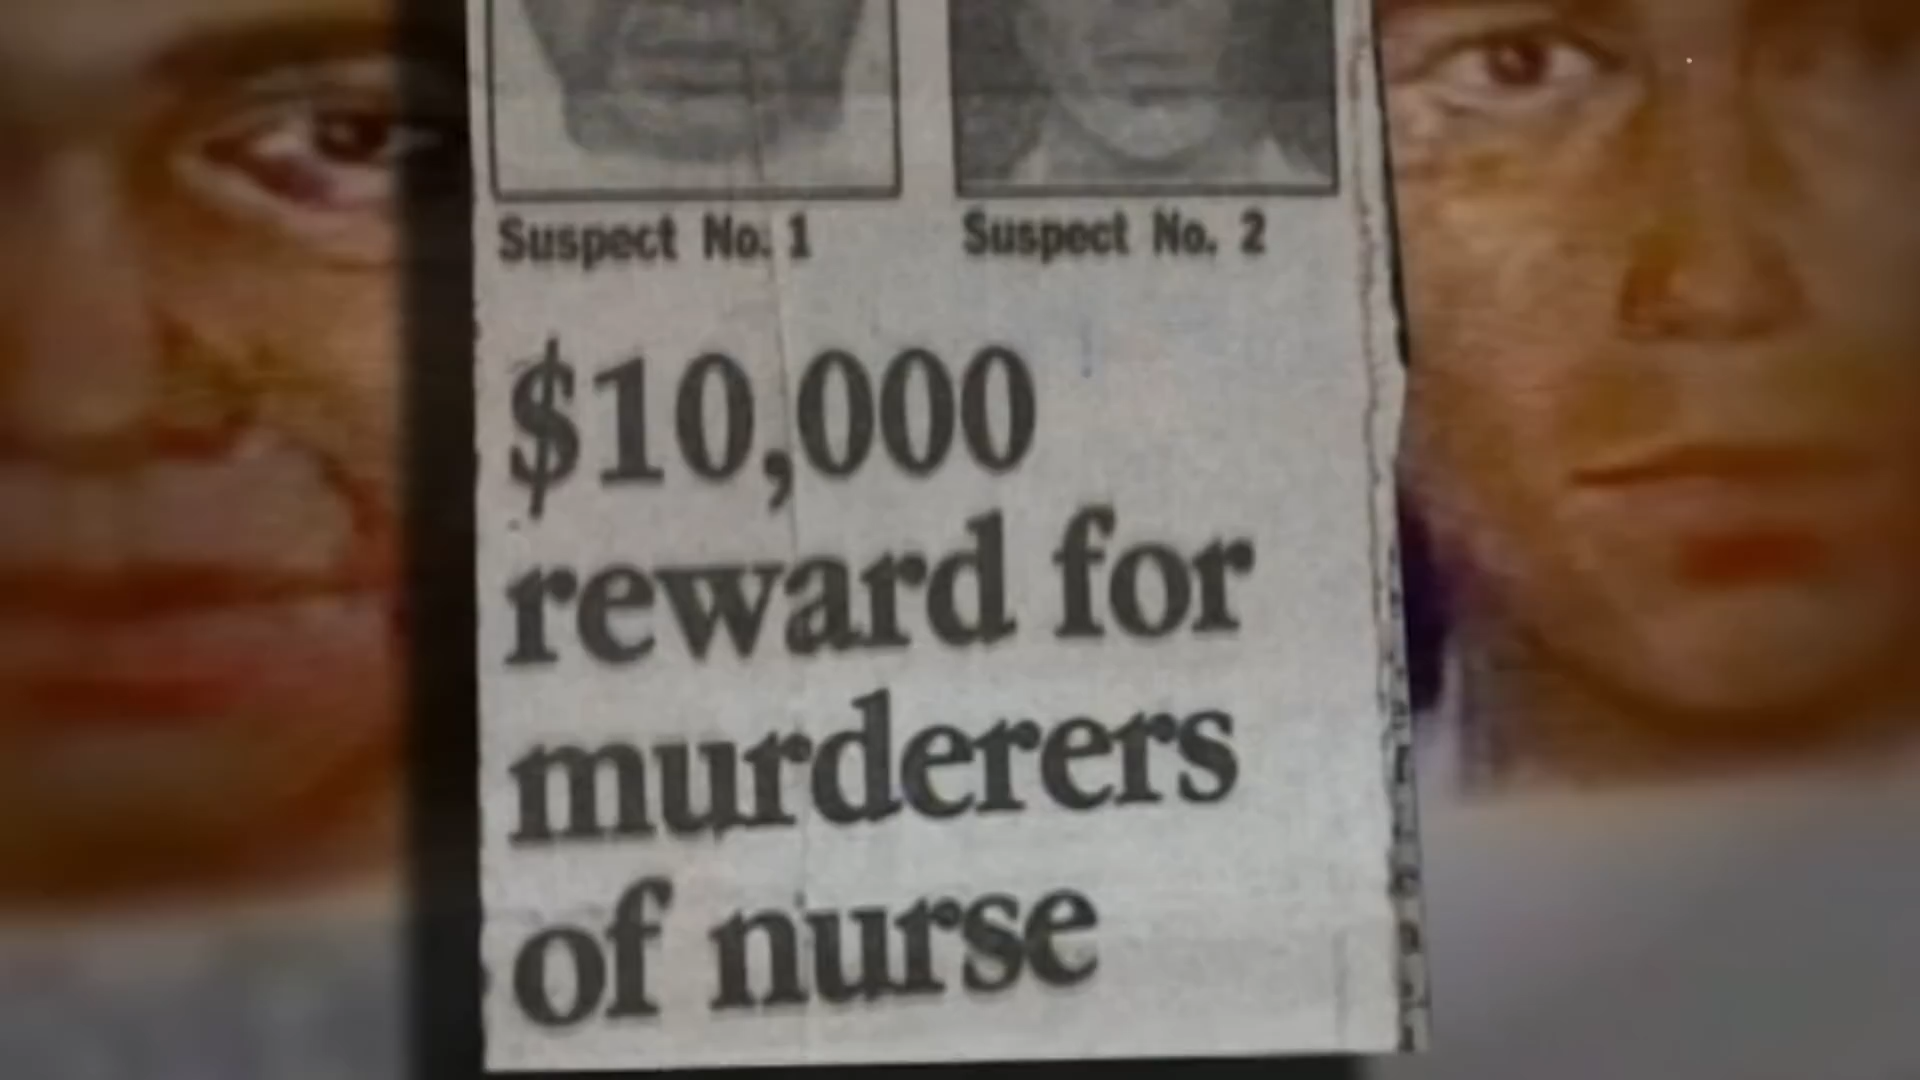 Suspect No. 1 Suspect No. 2
$10,000
reward for
murderers
of nurse